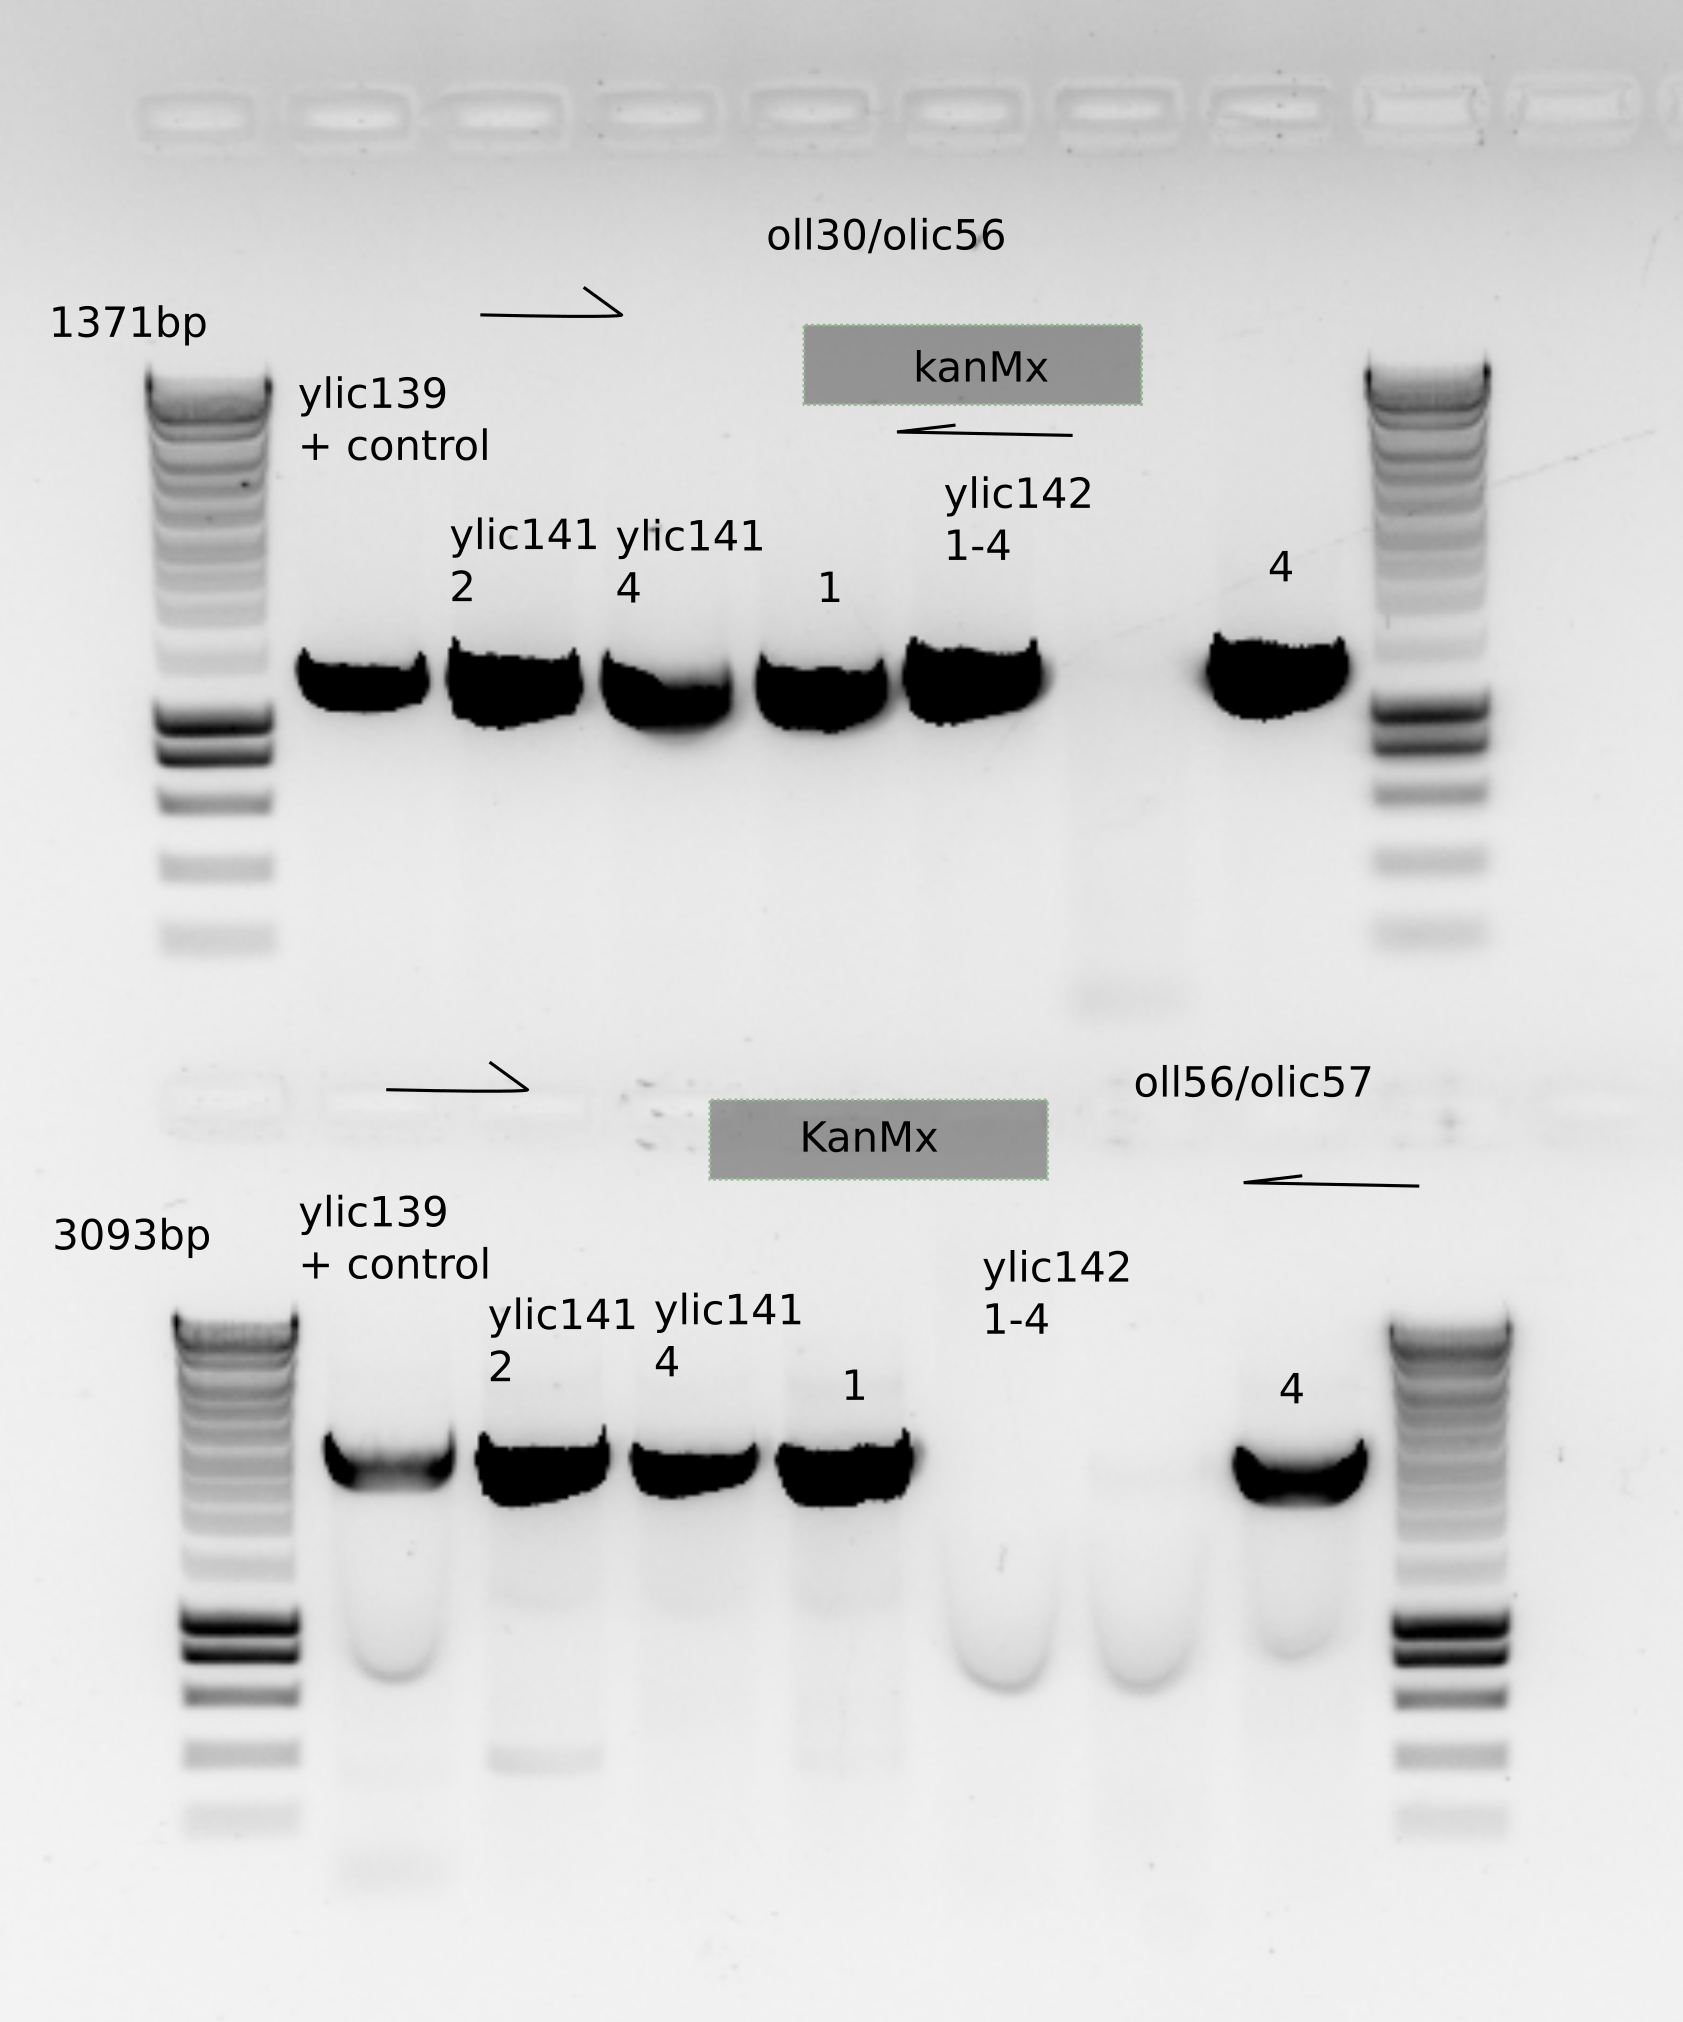 oll30/olic56
1371bp
kanMx
ylic139
+ control
ylic142
1-4
ylic141
2
ylic141
4
1
4
oll56/olic57
KanMx
3093bp
ylic139
+ control
ylic142
1-4
ylic141
2
ylic141
4
1
4